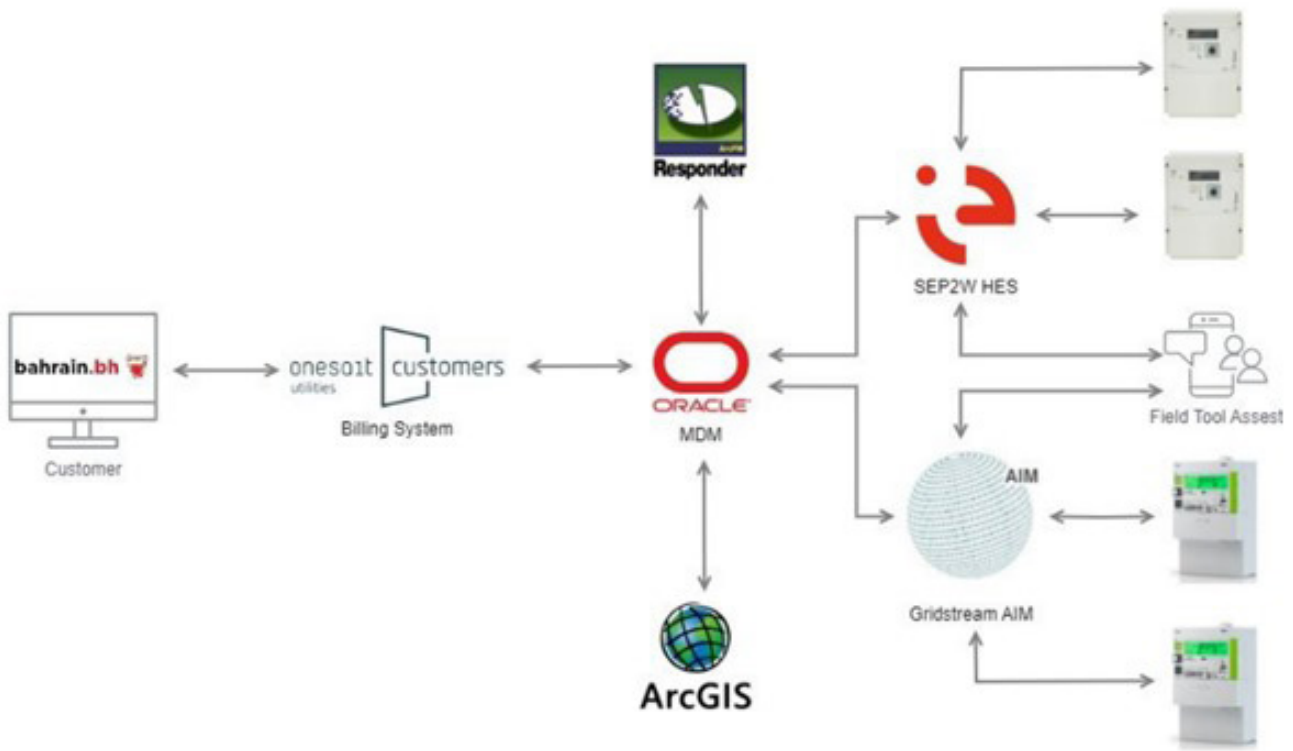 ArcFM
Responder
SEP2W HES
bahrain.bh
Customer
onesait
utilities
customers
Billing System
ORACLE
MDM
Field Tool Assest
AIM
Gridstream AIM
ArcGIS